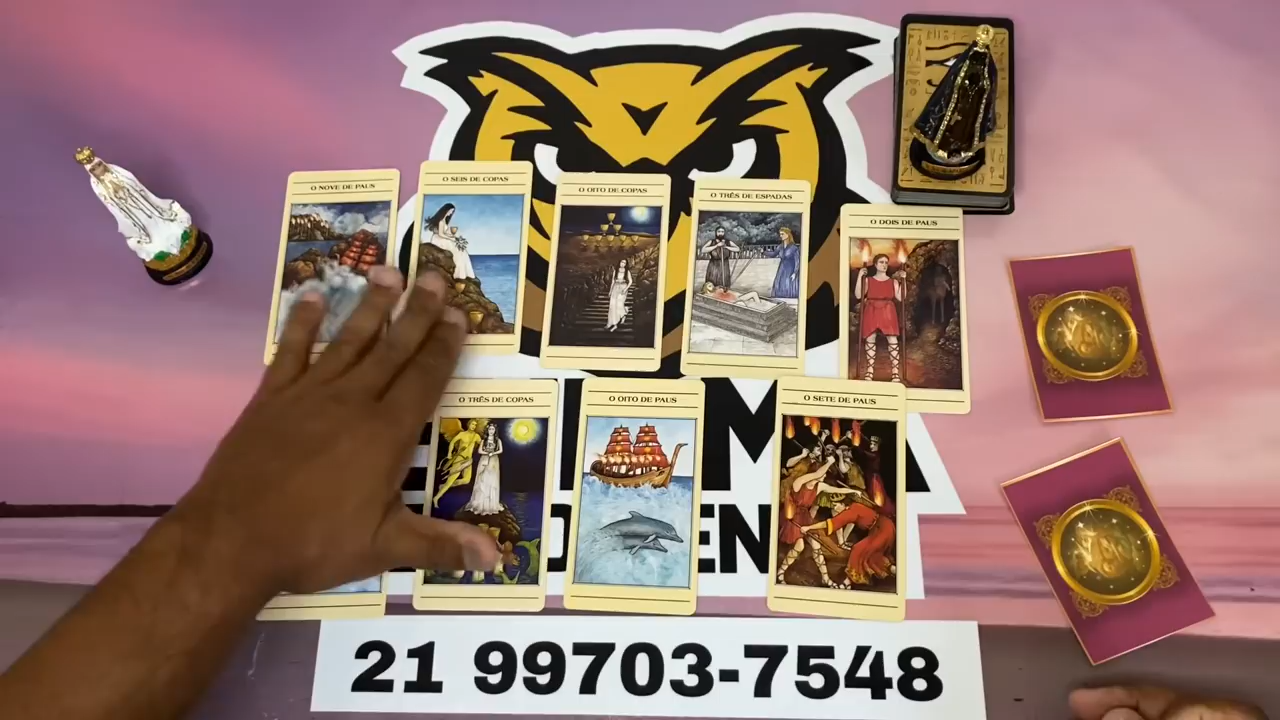 O NOVE DE PAUS
O SEIS DE COPAS
O OITO DE COPAS
O TRÊS DE ESPADAS
O DOIS DE PAUS
O TRÊS DE COPAS
O OITO DE PAUS
O SETE DE PAUS
21 99703-7548